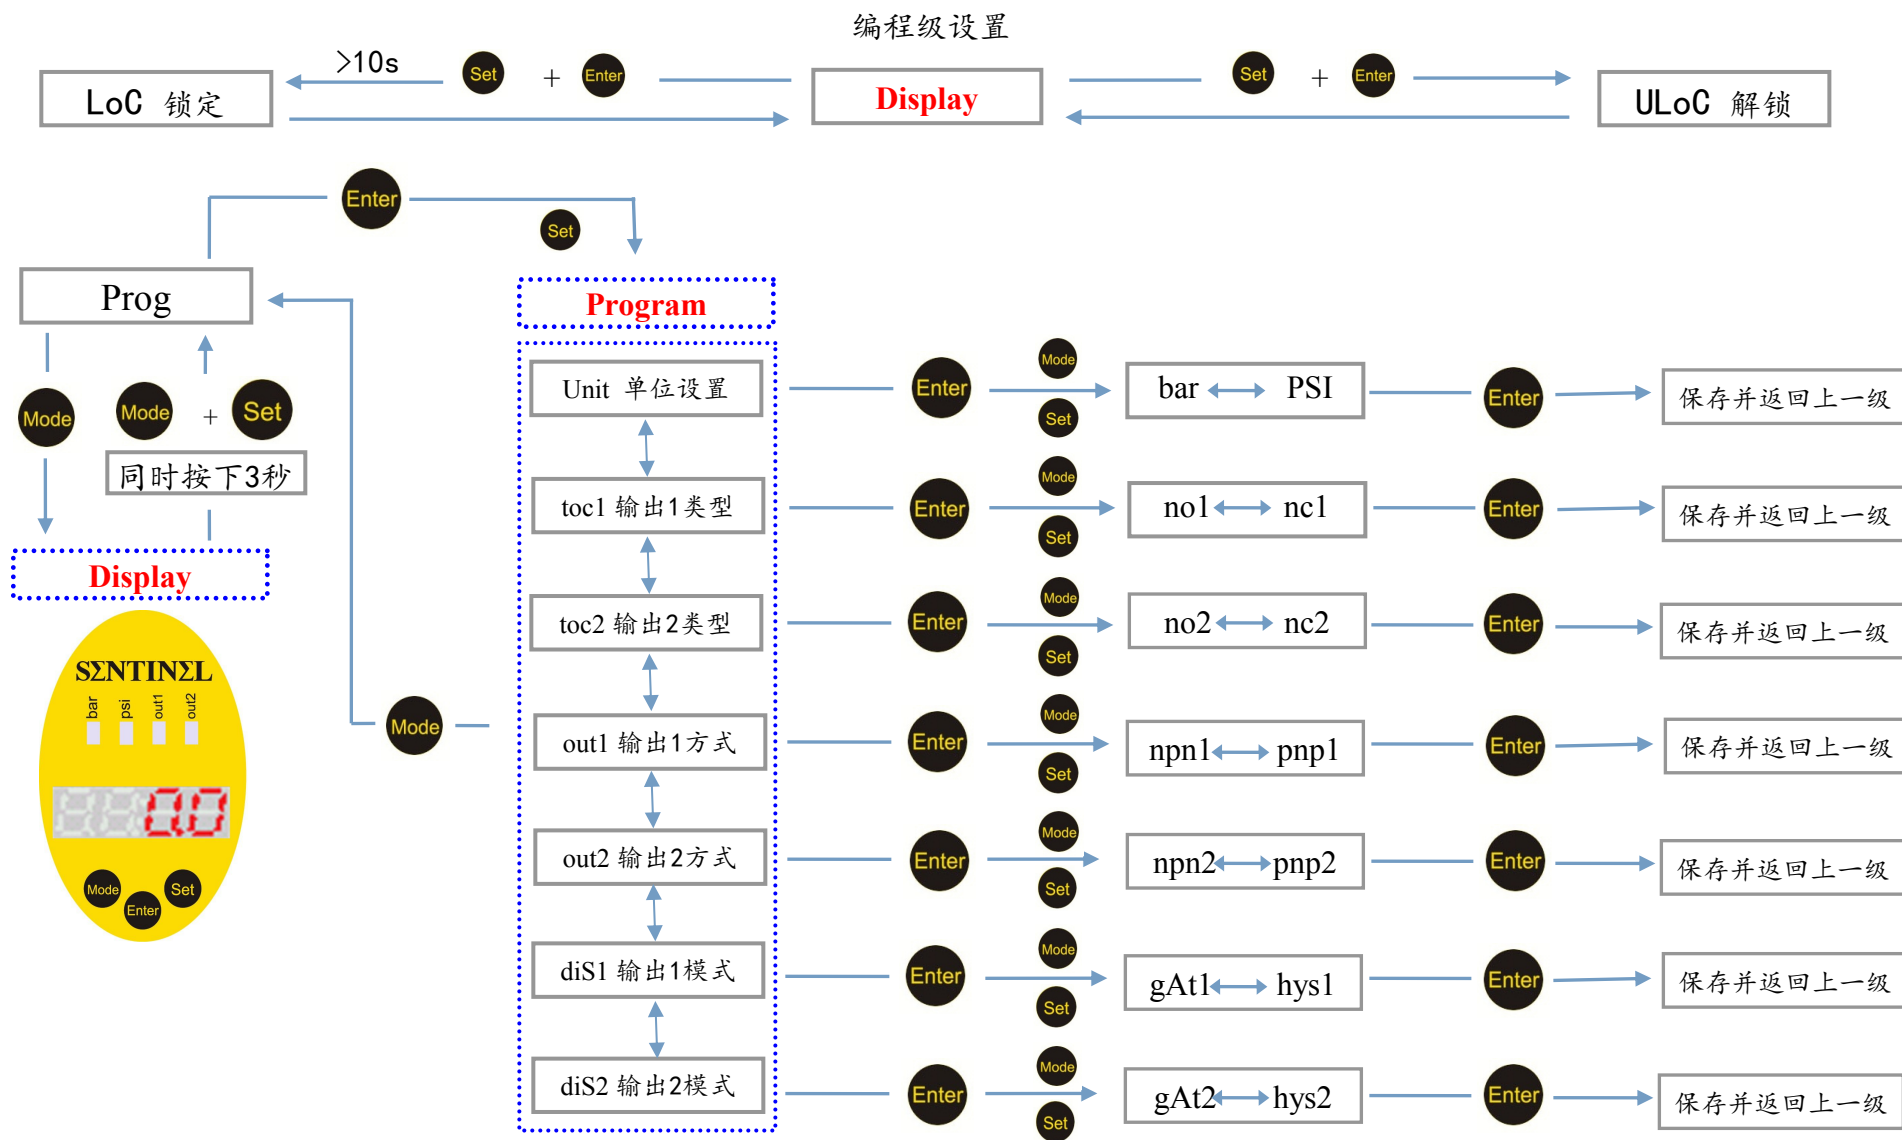 编程级设置
LoC 锁定
>10s
Set
+
Enter
Display
Set
+
Enter
ULoC 解锁
Enter
Set
Prog
Program
Mode
Mode
+
Set
同时按下3秒
Display
SΣNTINΣL
bar
psi
out1
out2
0.0
Mode
Enter
Set
Mode
Unit 单位设置
Enter
Mode
Set
bar
PSI
Enter
保存并返回上一级
toc1 输出1类型
Enter
Mode
Set
no1
nc1
Enter
保存并返回上一级
toc2 输出2类型
Enter
Mode
Set
no2
nc2
Enter
保存并返回上一级
out1 输出1方式
Enter
Mode
Set
npn1
pnp1
Enter
保存并返回上一级
out2 输出2方式
Enter
Mode
Set
npn2
pnp2
Enter
保存并返回上一级
diS1 输出1模式
Enter
Mode
Set
gAt1
hys1
Enter
保存并返回上一级
diS2 输出2模式
Enter
Mode
Set
gAt2
hys2
Enter
保存并返回上一级